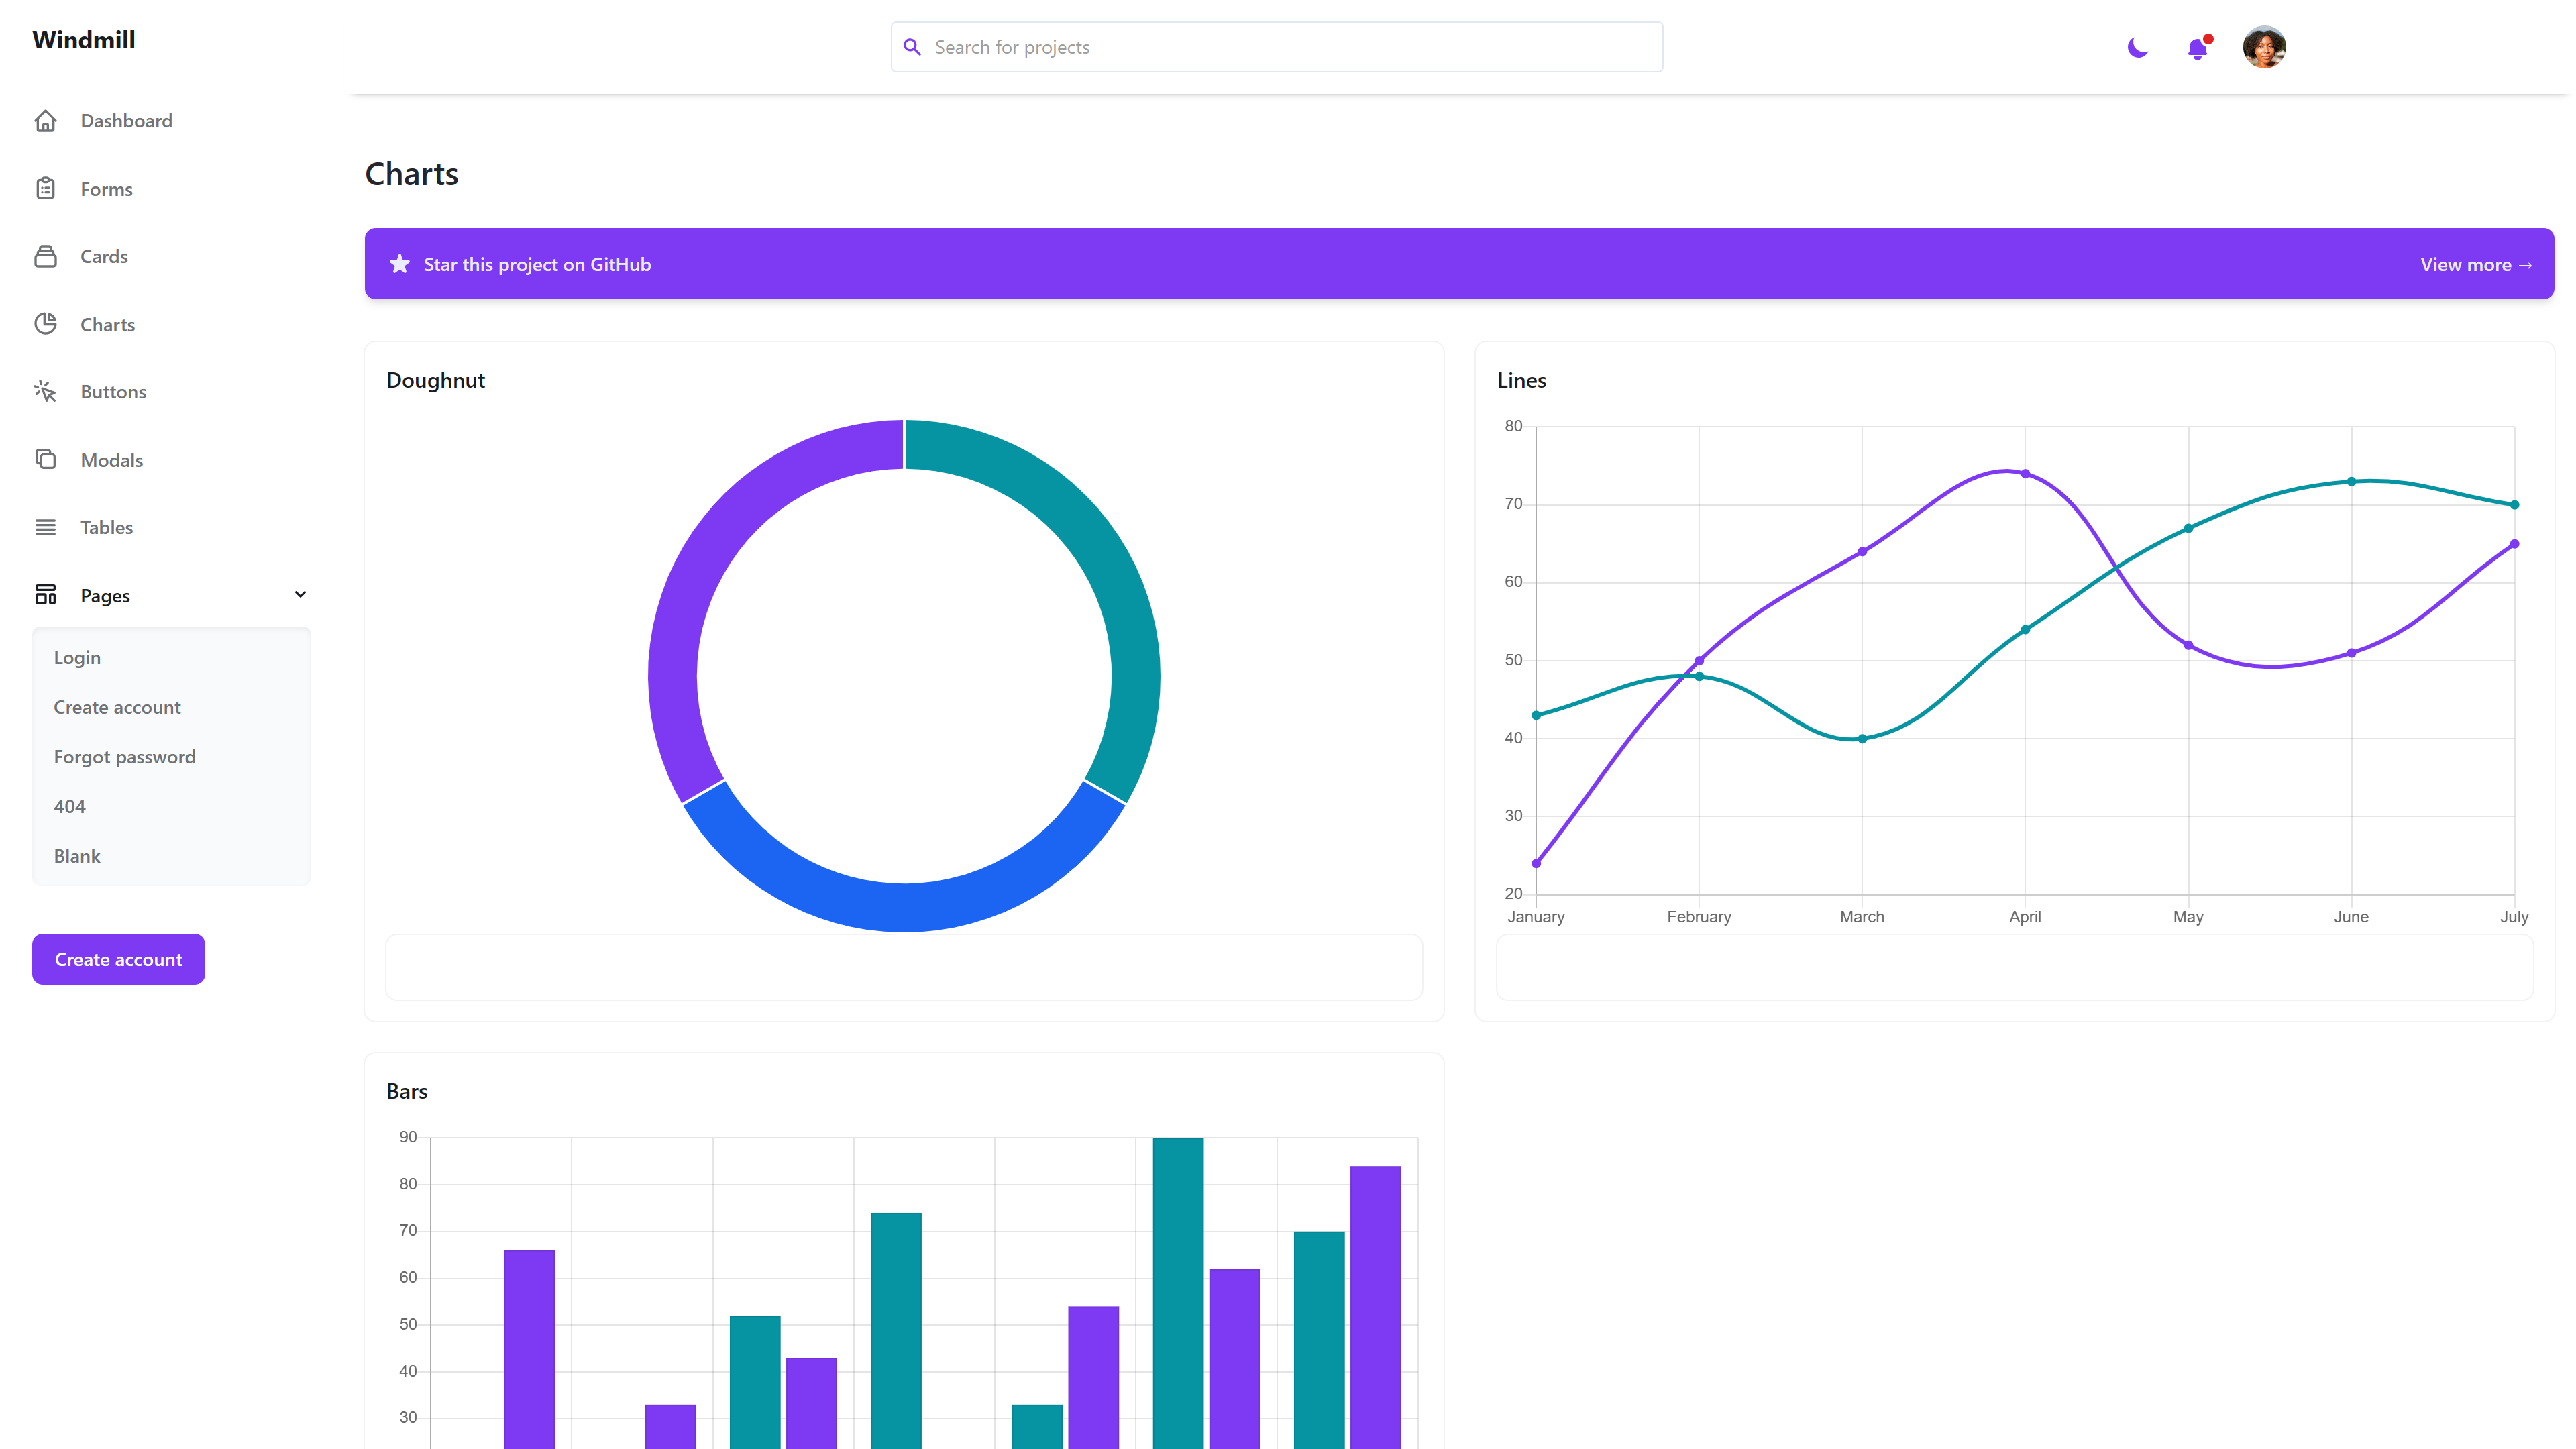 Windmill
Search for projects
Dashboard
Forms
Cards
Charts
Buttons
Modals
Tables
Pages
Login
Create account
Forgot password
404
Blank
Create account
Charts
Star this project on GitHub
View more →
Doughnut
Lines
80
70
60
50
40
30
20
January February March April May June July
Bars
90
80
70
60
50
40
30